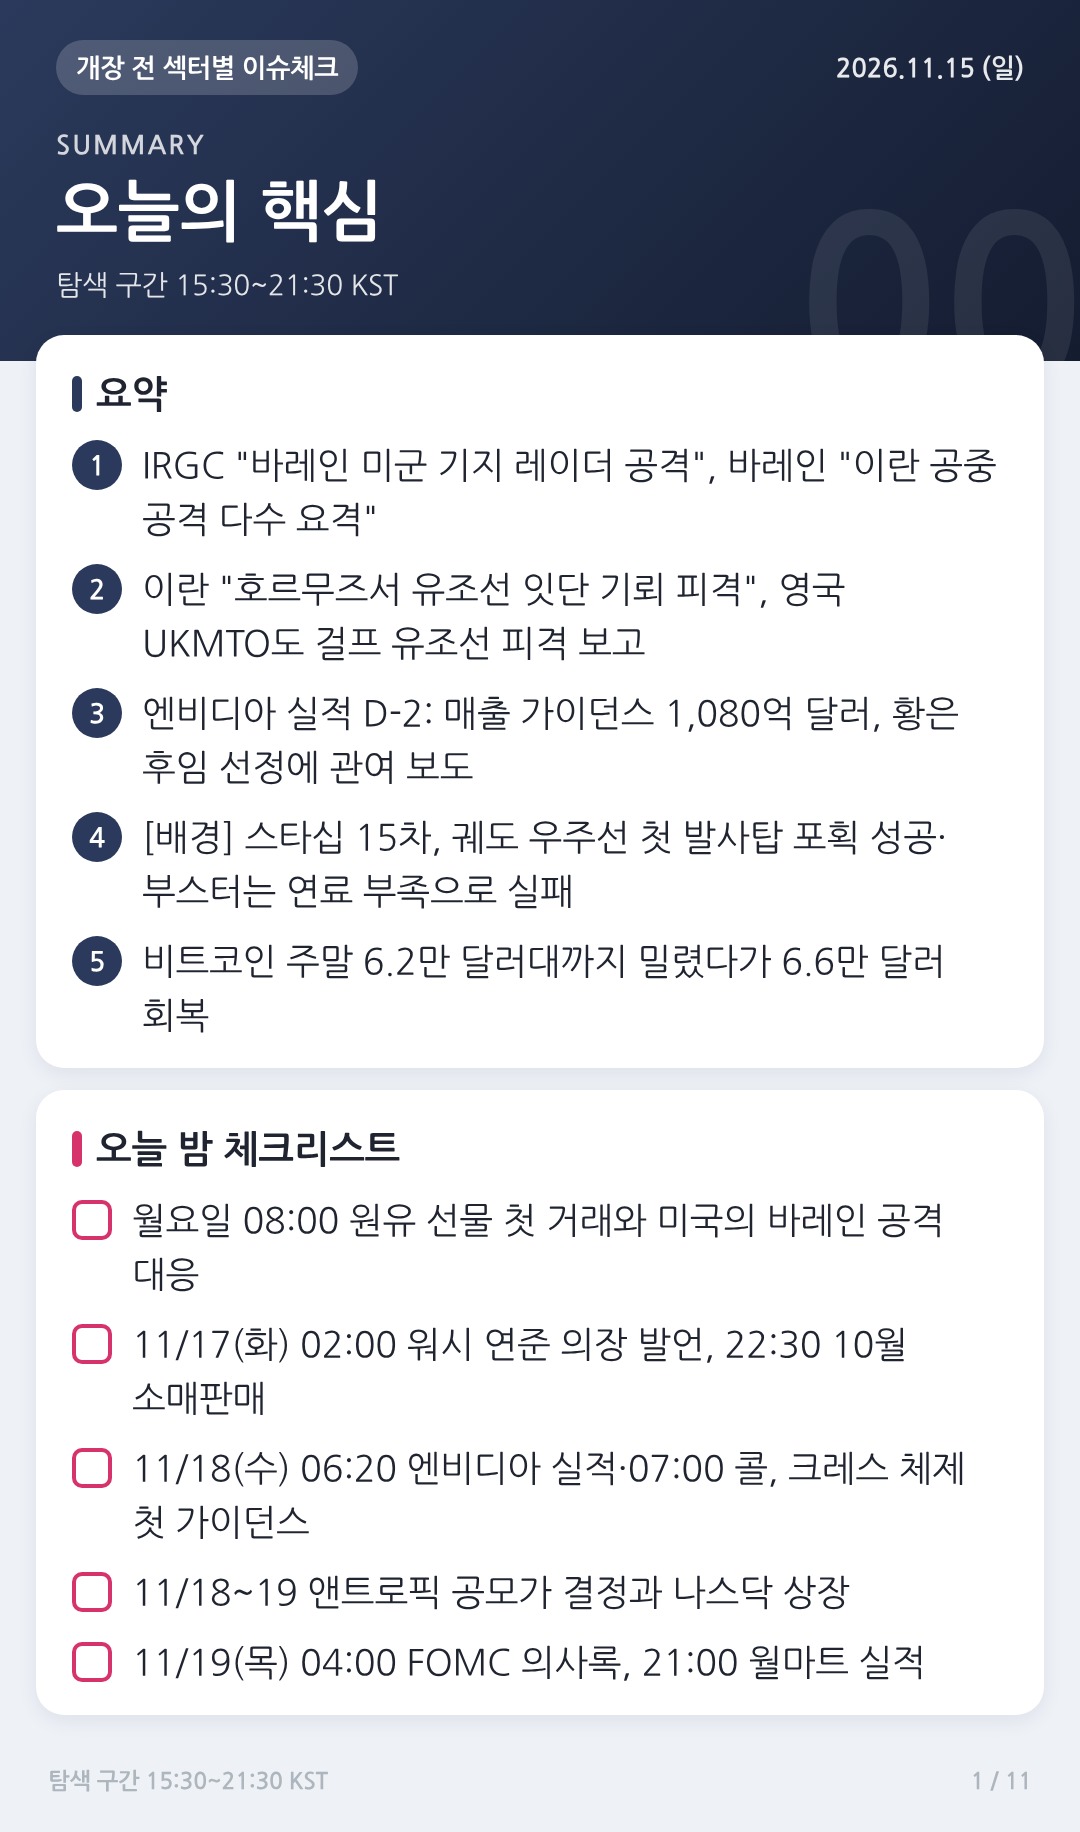 개장 전 섹터별 이슈체크
2026.11.15 (일)
SUMMARY
오늘의 핵심
탐색 구간 15:30~21:30 KST
00
요약
1 IRGC "바레인 미군 기지 레이더 공격", 바레인 "이란 공중
공격 다수 요격"
2 이란 "호르무즈서 유조선 잇단 기뢰 피격", 영국
UKMTO도 걸프 유조선 피격 보고
3 엔비디아 실적 D-2: 매출 가이던스 1,080억 달러, 황은
후임 선정에 관여 보도
4 [배경] 스타십 15차, 궤도 우주선 첫 발사탑 포획 성공·
부스터는 연료 부족으로 실패
5 비트코인 주말 6.2만 달러대까지 밀렸다가 6.6만 달러
회복
오늘 밤 체크리스트
월요일 08:00 원유 선물 첫 거래와 미국의 바레인 공격
대응
11/17(화) 02:00 워시 연준 의장 발언, 22:30 10월
소매판매
11/18(수) 06:20 엔비디아 실적·07:00 콜, 크레스 체제
첫 가이던스
11/18~19 앤트로픽 공모가 결정과 나스닥 상장
11/19(목) 04:00 FOMC 의사록, 21:00 월마트 실적
탐색 구간 15:30~21:30 KST
1 / 11